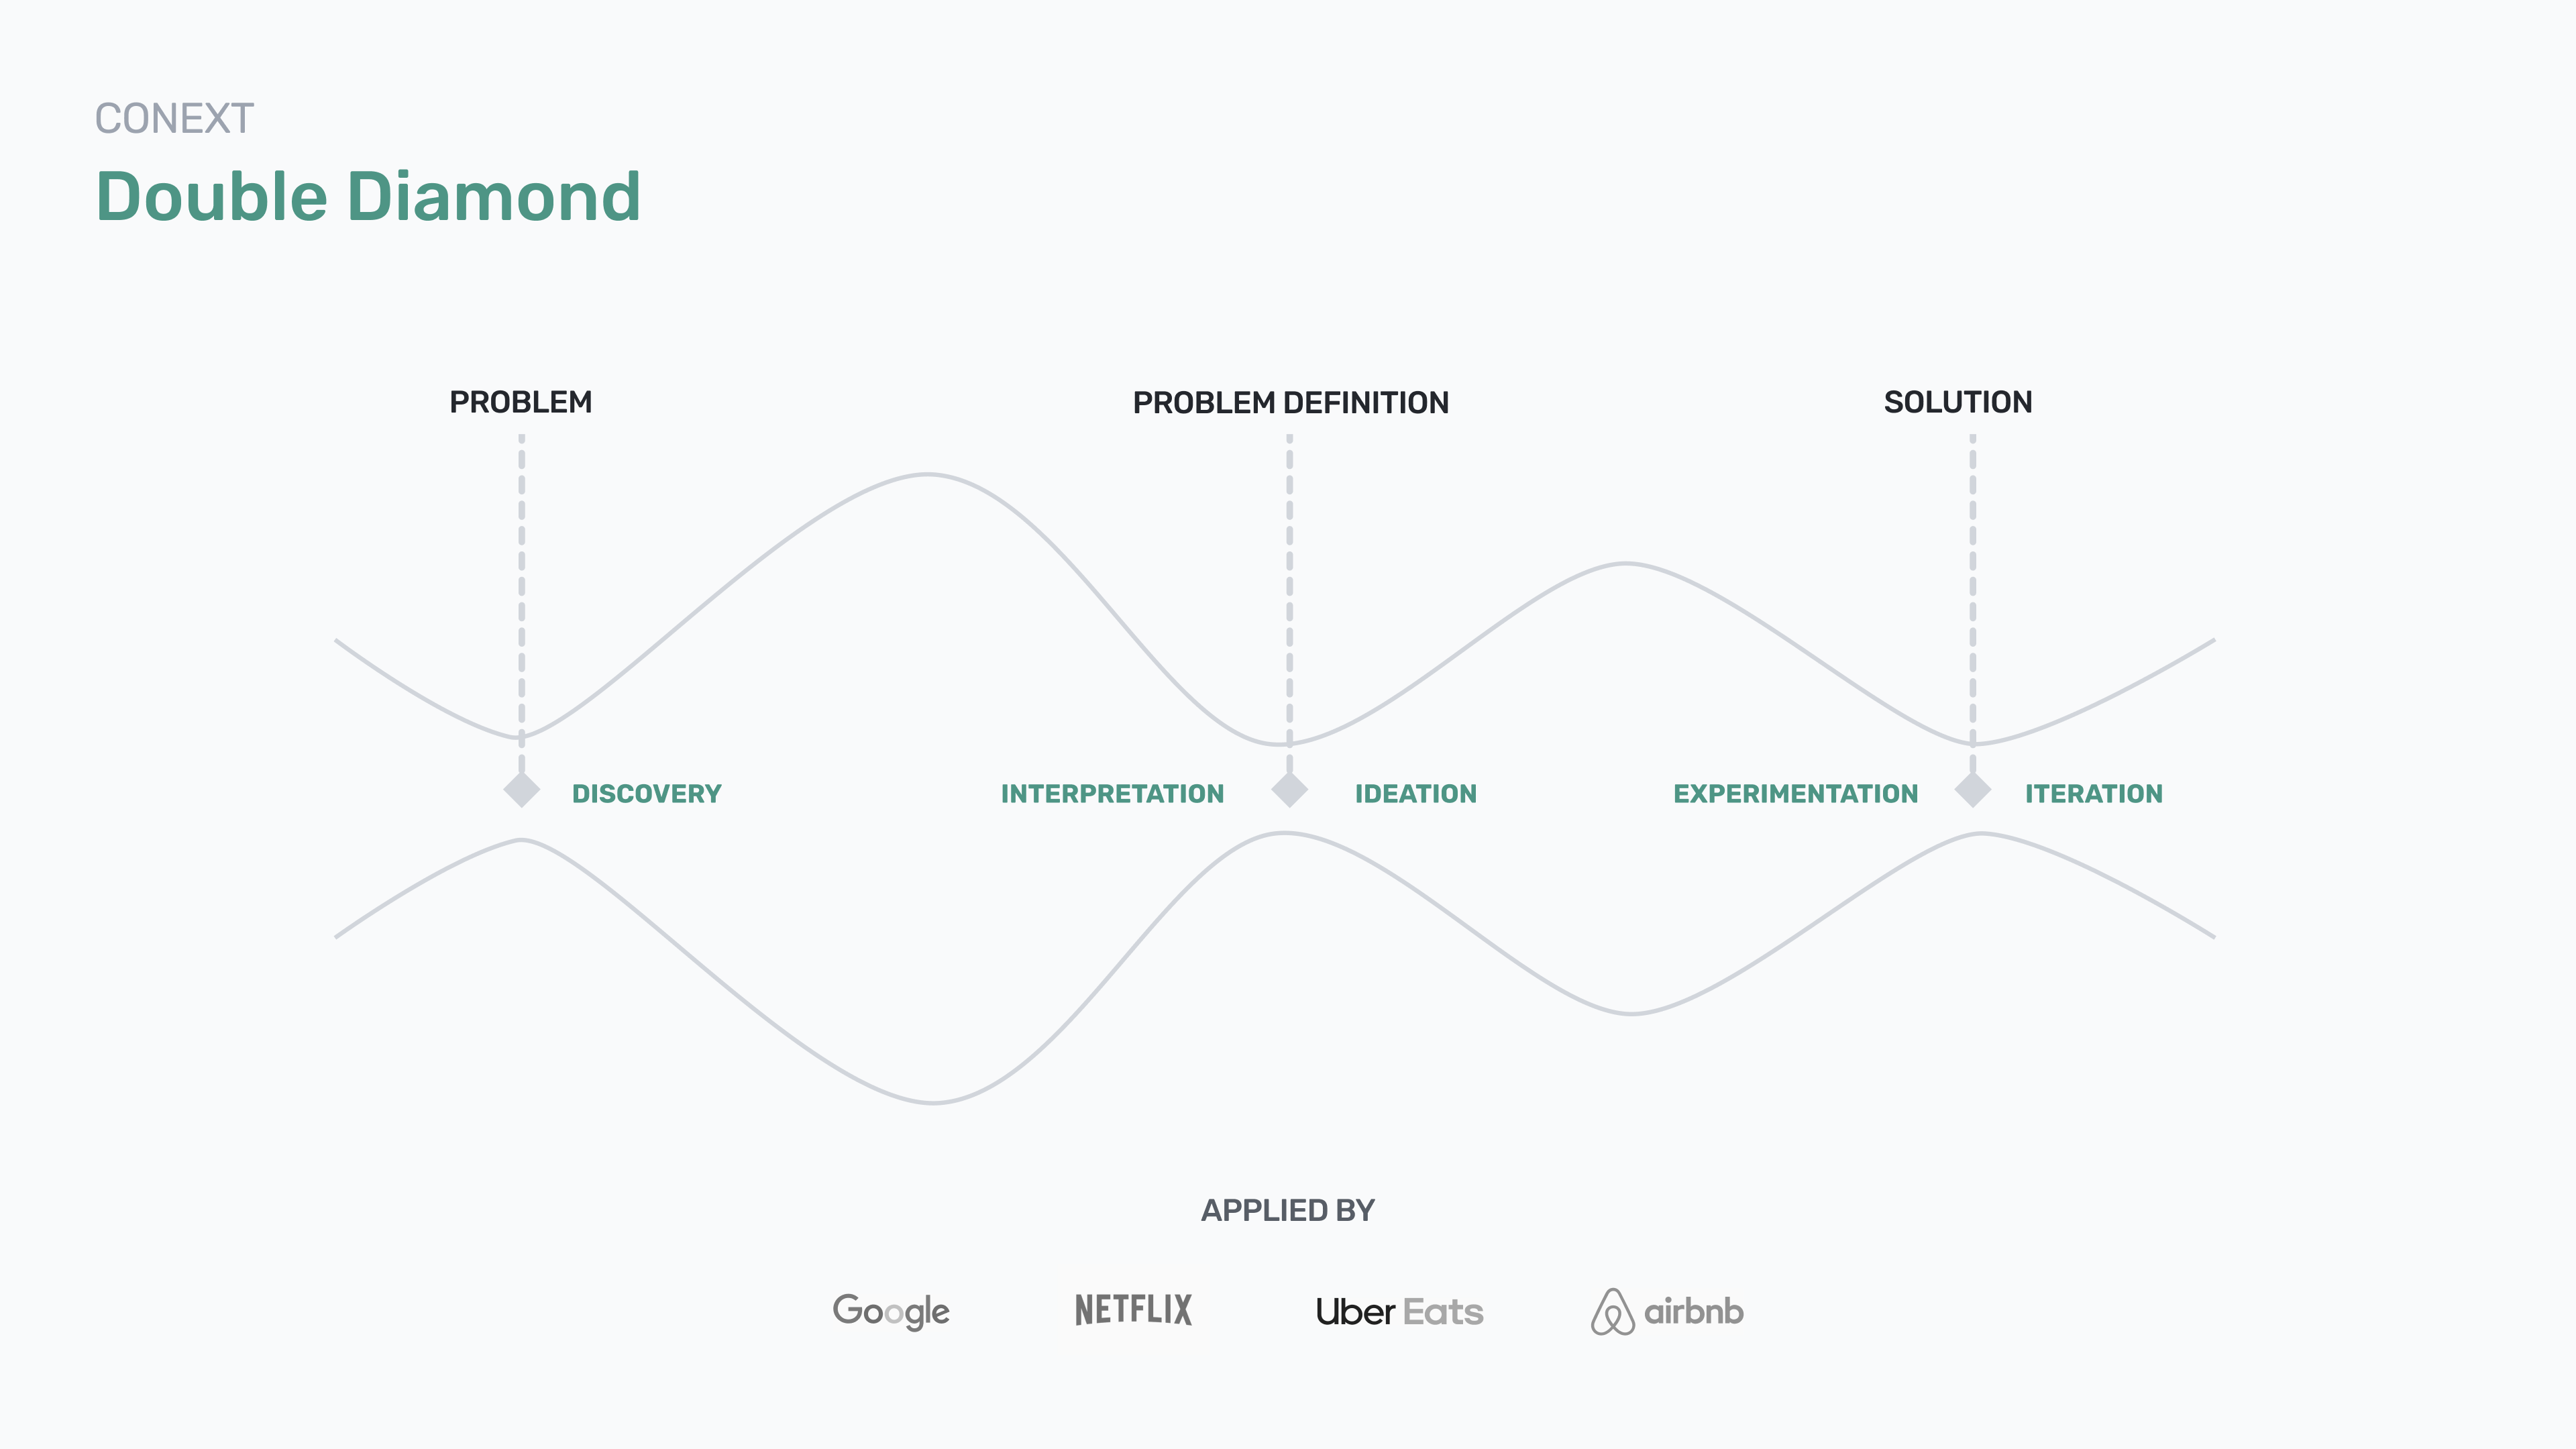 CONEXT
Double Diamond
PROBLEM
PROBLEM DEFINITION
SOLUTION
DISCOVERY
INTERPRETATION
IDEATION
EXPERIMENTATION
ITERATION
APPLIED BY
Google
NETFLIX
Uber Eats
airbnb